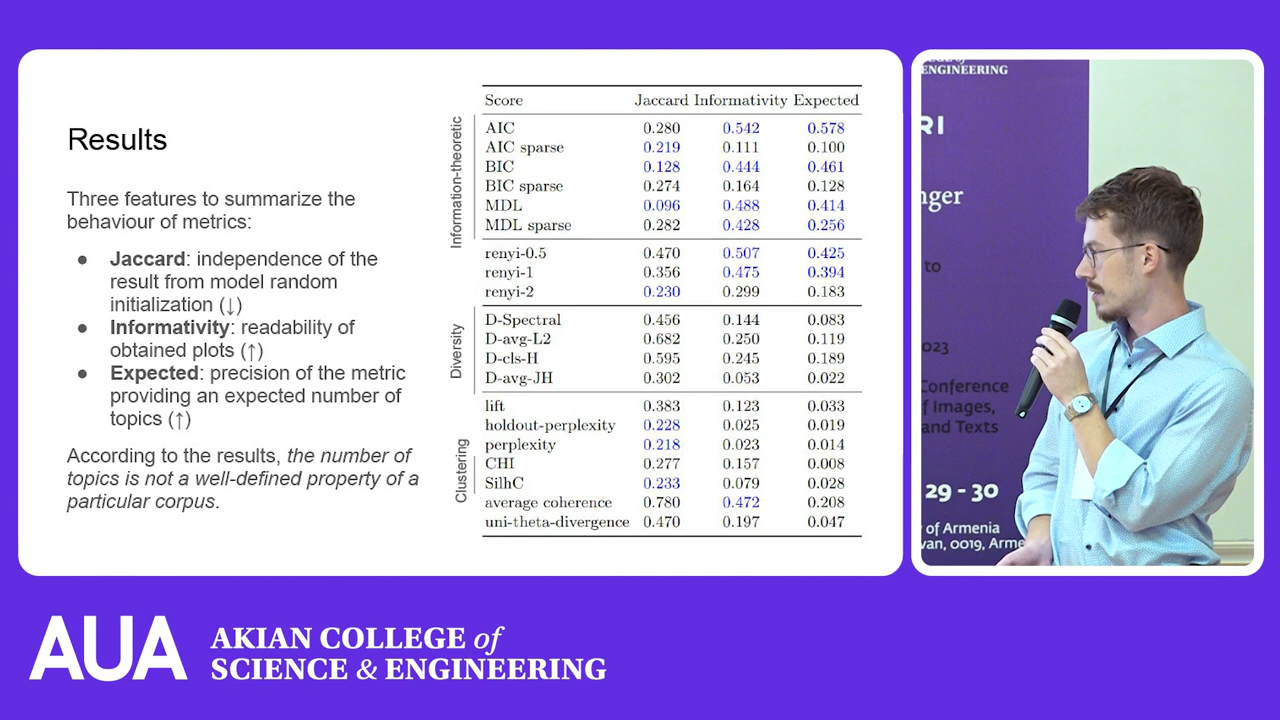 Results
Three features to summarize the
behaviour of metrics:
● Jaccard: independence of the
result from model random
initialization (↓)
● Informativity: readability of
obtained plots (↑)
● Expected: precision of the metric
providing an expected number of
topics (↑)
According to the results, the number of
topics is not a well-defined property of a
particular corpus.
Score Jaccard Informativity Expected
Information-theoretic
AIC 0.280 0.542 0.578
AIC sparse 0.219 0.111 0.100
BIC 0.128 0.444 0.461
BIC sparse 0.274 0.164 0.128
MDL 0.096 0.488 0.414
MDL sparse 0.282 0.428 0.256
renyi-0.5 0.470 0.507 0.425
renyi-1 0.356 0.475 0.394
renyi-2 0.230 0.299 0.183
Diversity
D-Spectral 0.456 0.144 0.083
D-avg-L2 0.682 0.250 0.119
D-cls-H 0.595 0.245 0.189
D-avg-JH 0.302 0.053 0.022
Clustering
lift 0.383 0.123 0.033
holdout-perplexity 0.228 0.025 0.019
perplexity 0.218 0.023 0.014
CHI 0.277 0.157 0.008
SilhC 0.233 0.079 0.028
average coherence 0.780 0.472 0.208
uni-theta-divergence 0.470 0.197 0.047
ENGINEERING
RI
nger
to
023
Conference
f Images,
and Texts
29 - 30
of Armenia
van, 0019, Arme
AUA
AKIAN COLLEGE of
SCIENCE & ENGINEERING